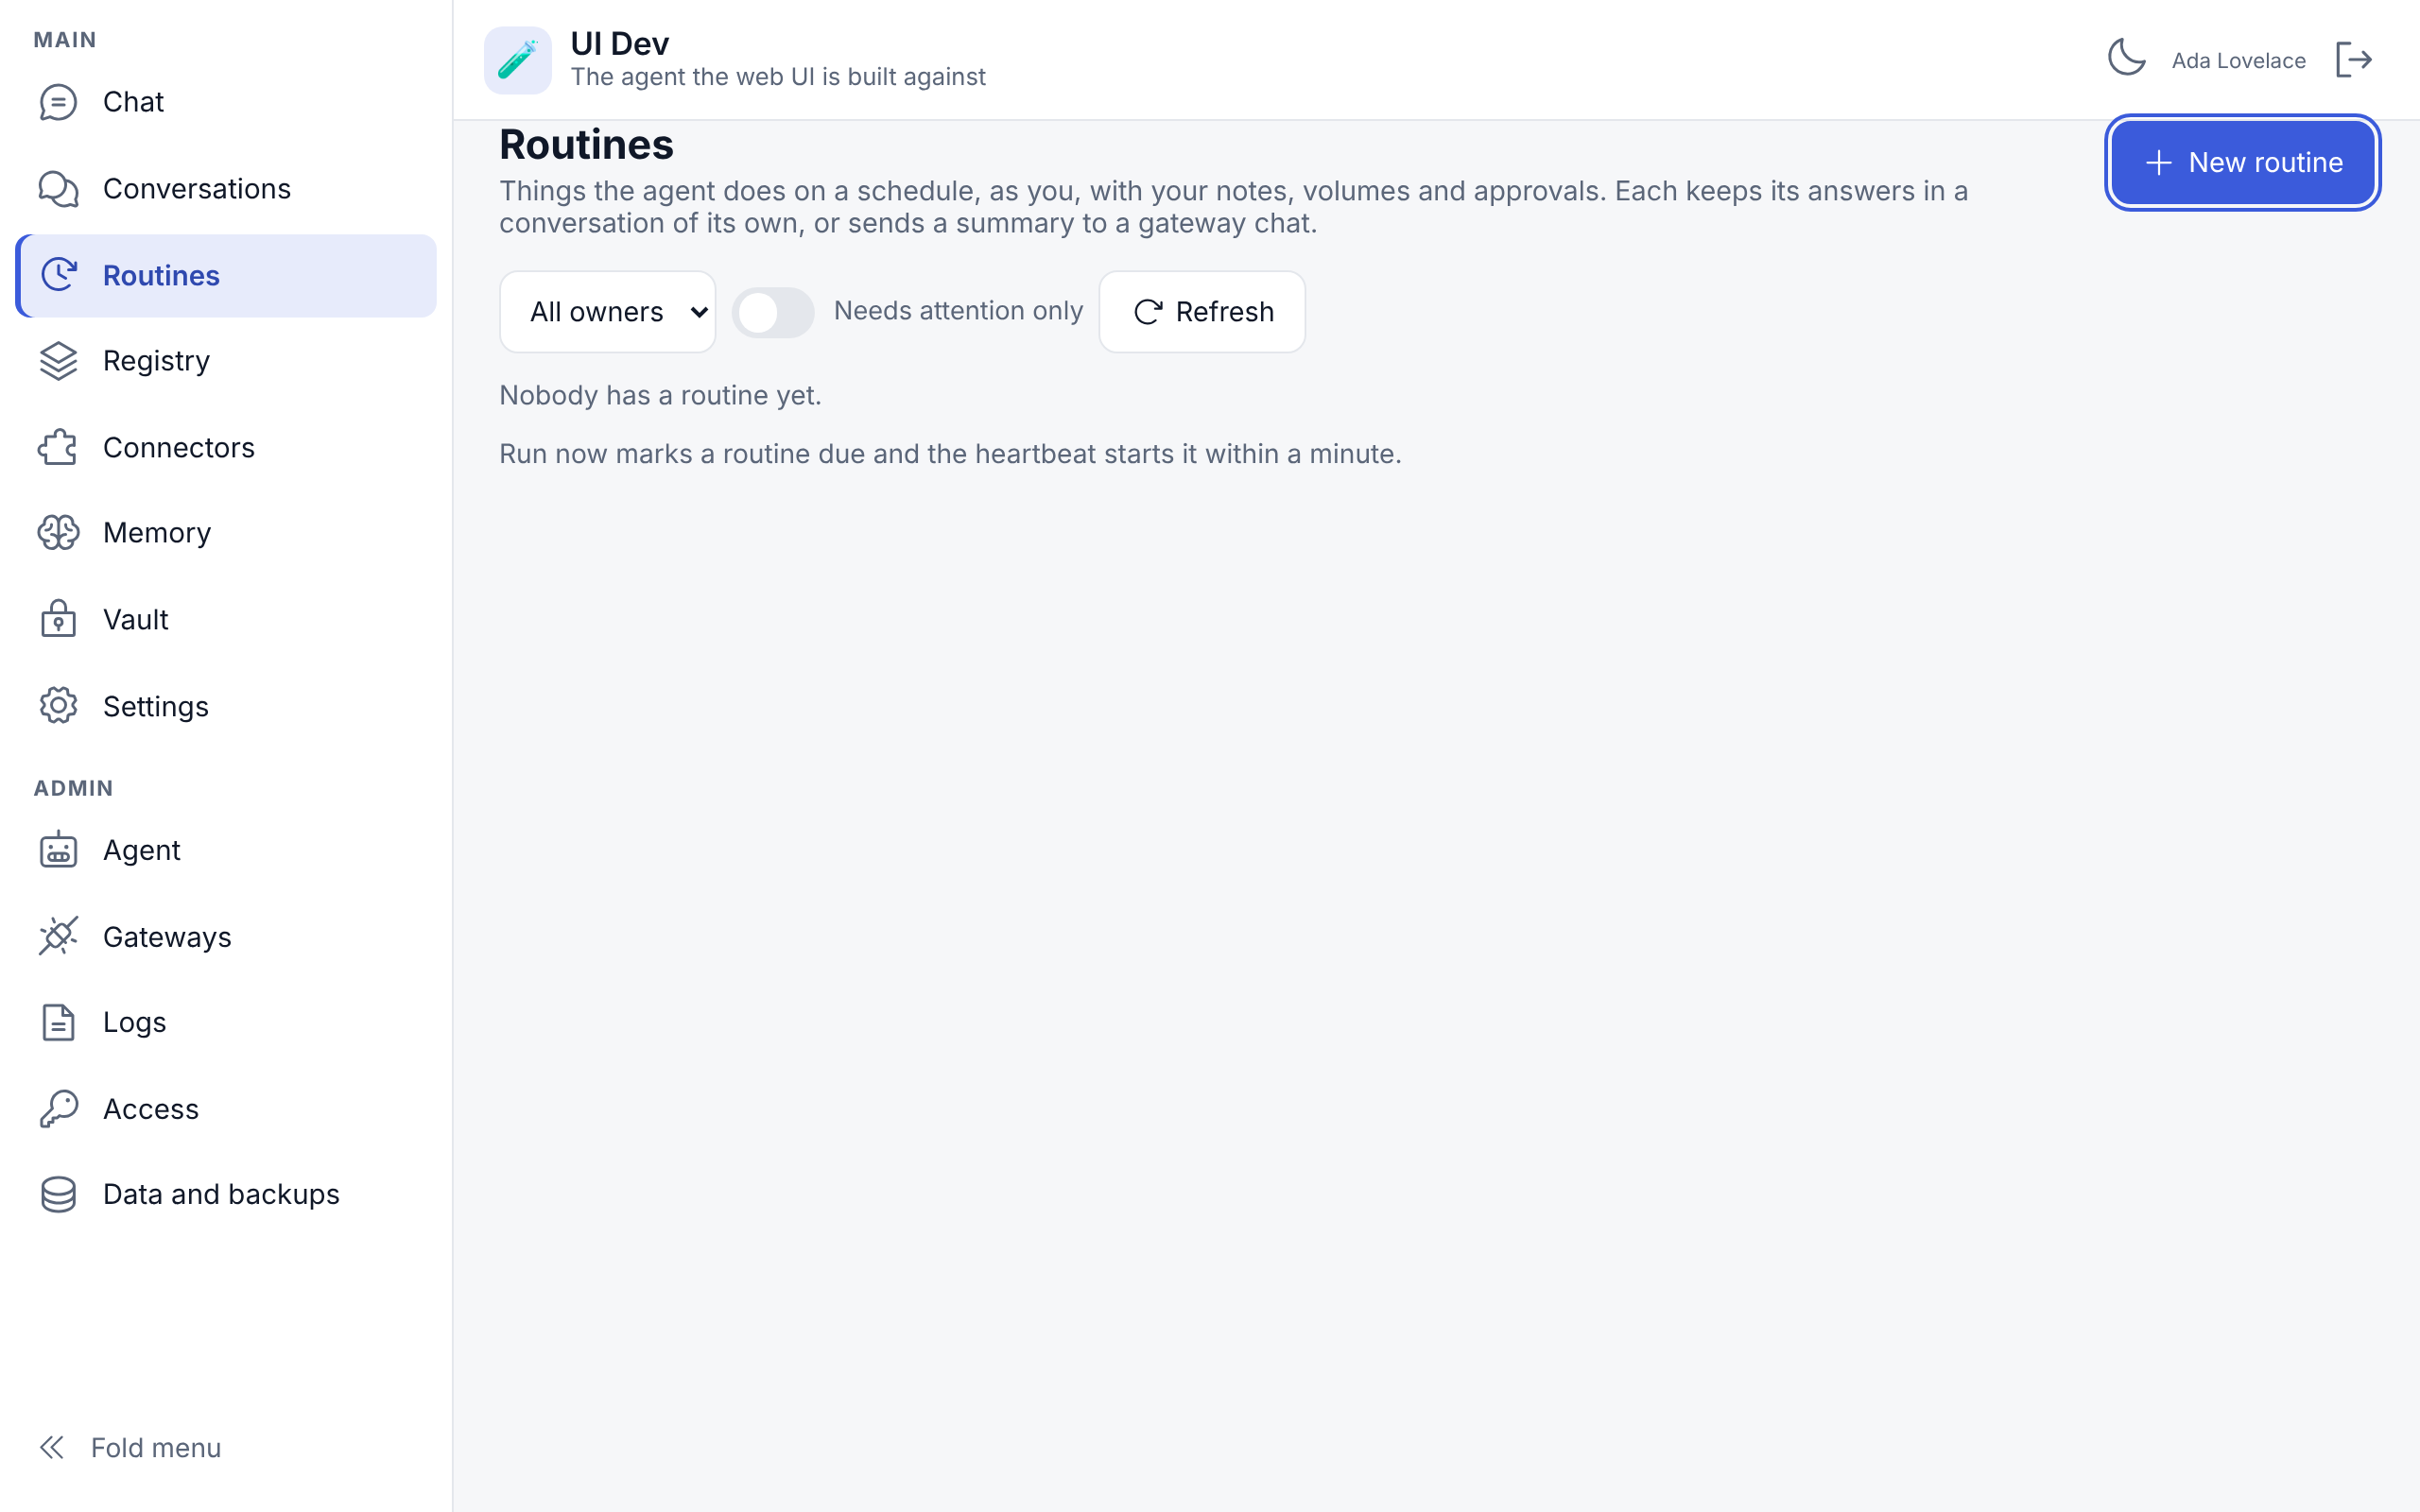 MAIN
Chat
Conversations
Routines
Registry
Connectors
Memory
Vault
Settings
ADMIN
Agent
Gateways
Logs
Access
Data and backups
Fold menu
UI Dev
The agent the web UI is built against
Ada Lovelace
Routines
New routine
Things the agent does on a schedule, as you, with your notes, volumes and approvals. Each keeps its answers in a
conversation of its own, or sends a summary to a gateway chat.
All owners
Needs attention only
Refresh
Nobody has a routine yet.
Run now marks a routine due and the heartbeat starts it within a minute.